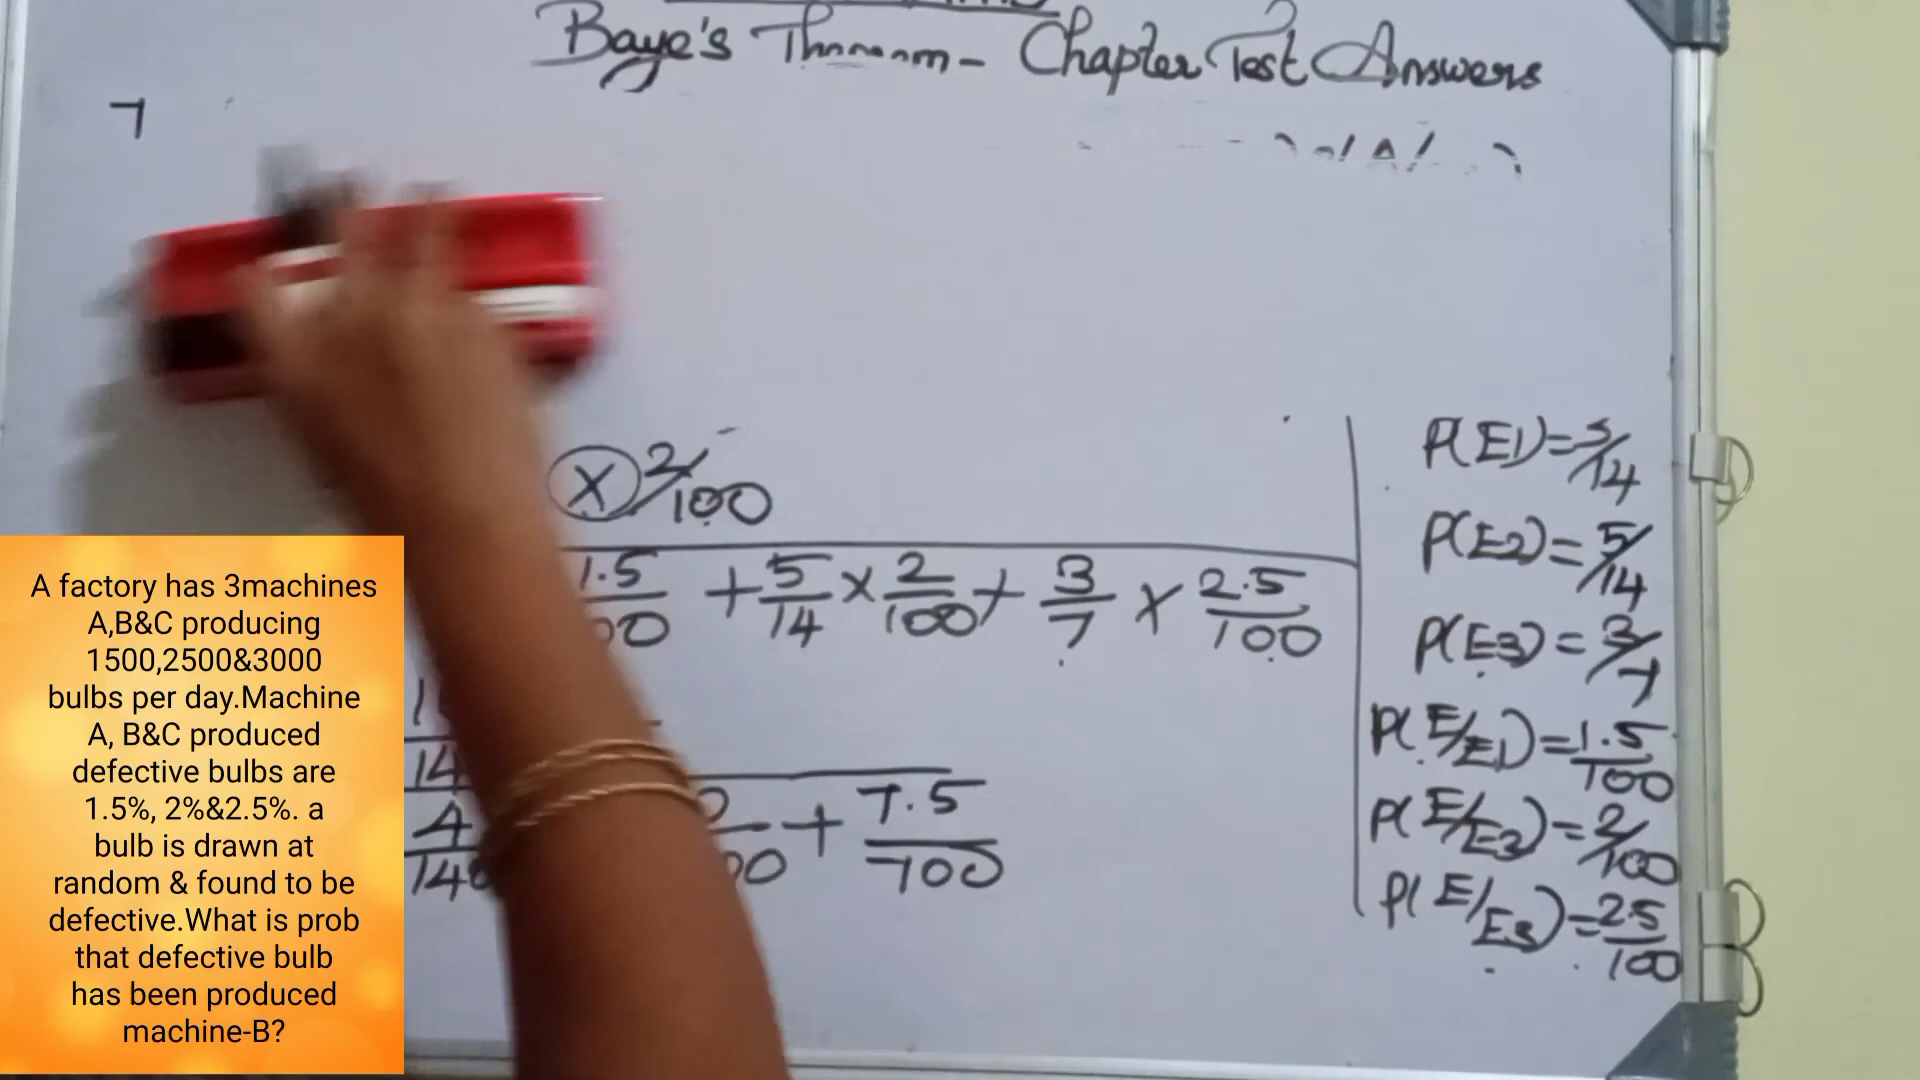 Baye's - Chapter Test Answers
7
X 2/100
1.5 + 5/14 × 2/100 + 3/7 × 2.5/100
+ 7.5/700
P(E1)=3/14
P(E2)=5/14
P(E3)=3/7
P(E/E1)=1.5/100
P(E/E2)=2/100
P(E/E3)=2.5/100
A factory has 3machines
A,B&C producing
1500,2500&3000
bulbs per day.Machine
A, B&C produced
defective bulbs are
1.5%, 2%&2.5%. a
bulb is drawn at
random & found to be
defective.What is prob
that defective bulb
has been produced
machine-B?